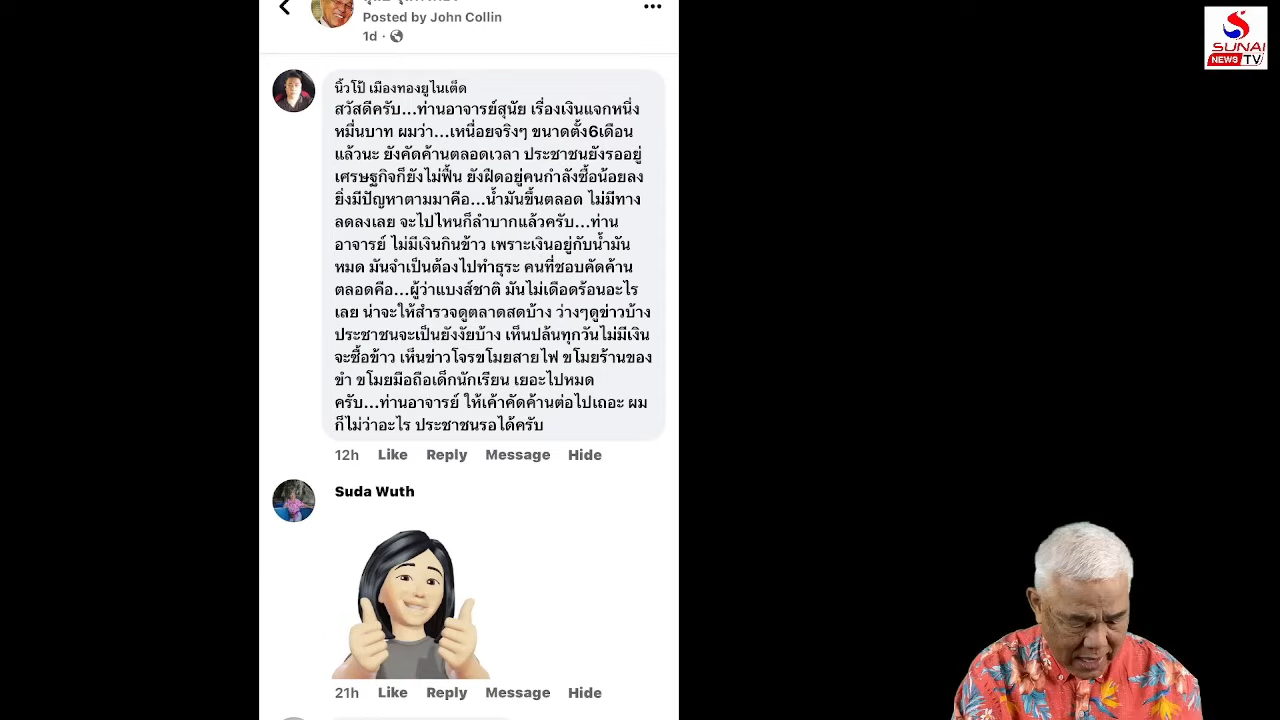 Posted by John Collin
1d ·
SUNAI
NEWS TV
นิ้วโป้ เมืองทองยูไนเต็ด
สวัสดีครับ...ท่านอาจารย์สุนัย เรื่องเงินแจกหนึ่ง
หมื่นบาท ผมว่า...เหนื่อยจริงๆ ขนาดตั้ง6เดือน
แล้วนะ ยังคัดค้านตลอดเวลา ประชาชนยังรออยู่
เศรษฐกิจก็ยังไม่ฟื้น ยังฝืดอยู่คนกำลังซื้อน้อยลง
ยิ่งมีปัญหาตามมาคือ...น้ำมันขึ้นตลอด ไม่มีทาง
ลดลงเลย จะไปไหนก็ลำบากแล้วครับ...ท่าน
อาจารย์ ไม่มีเงินกินข้าว เพราะเงินอยู่กับน้ำมัน
หมด มันจำเป็นต้องไปทำธุระ คนที่ชอบคัดค้าน
ตลอดคือ...ผู้ว่าแบงส์ชาติ มันไม่เดือดร้อนอะไร
เลย น่าจะให้สำรวจดูตลาดสดบ้าง ว่างๆดูข่าวบ้าง
ประชาชนจะเป็นยังงัยบ้าง เห็นปล้นทุกวันไม่มีเงิน
จะซื้อข้าว เห็นข่าวโจรขโมยสายไฟ ขโมยร้านของ
ขำ ขโมยมือถือเด็กนักเรียน เยอะไปหมด
ครับ...ท่านอาจารย์ ให้เค้าคัดค้านต่อไปเถอะ ผม
ก็ไม่ว่าอะไร ประชาชนรอได้ครับ
12h Like Reply Message Hide
Suda Wuth
21h Like Reply Message Hide